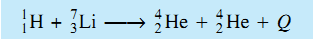 ¹₁H + ⁷₃Li ⟶ ⁴₂He + ⁴₂He + Q